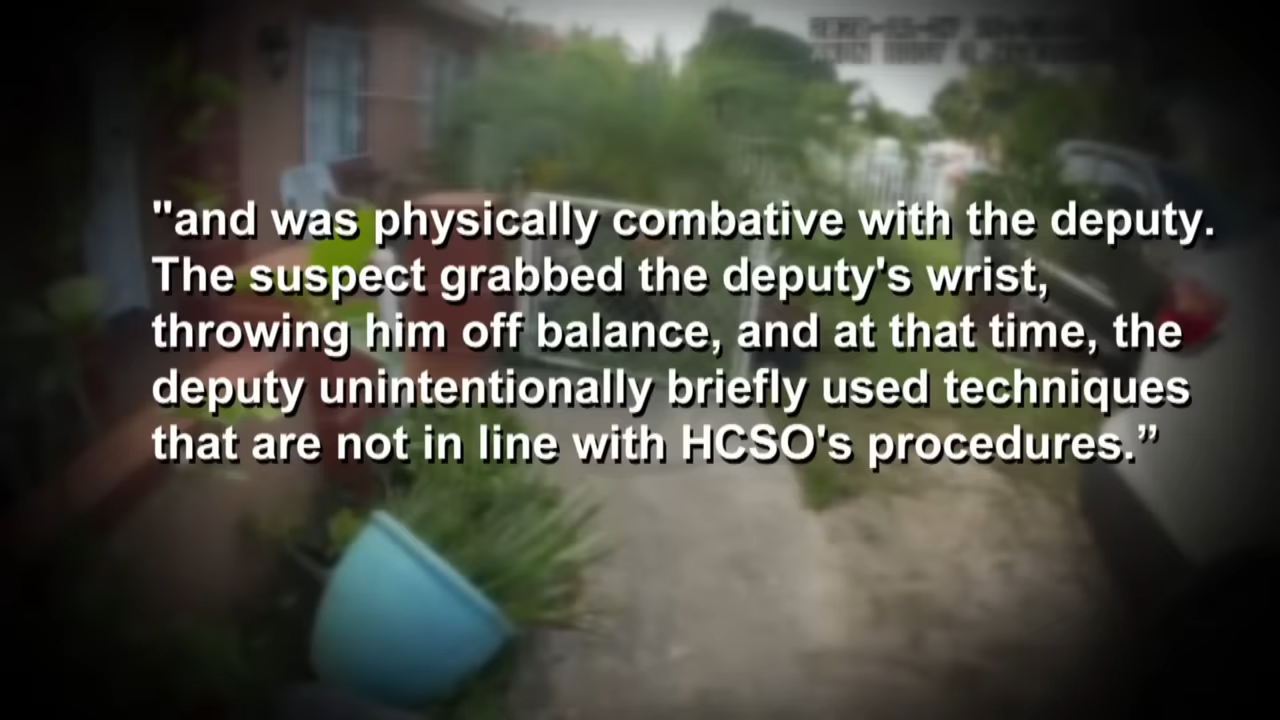 "and was physically combative with the deputy.
The suspect grabbed the deputy's wrist,
throwing him off balance, and at that time, the
deputy unintentionally briefly used techniques
that are not in line with HCSO's procedures.”